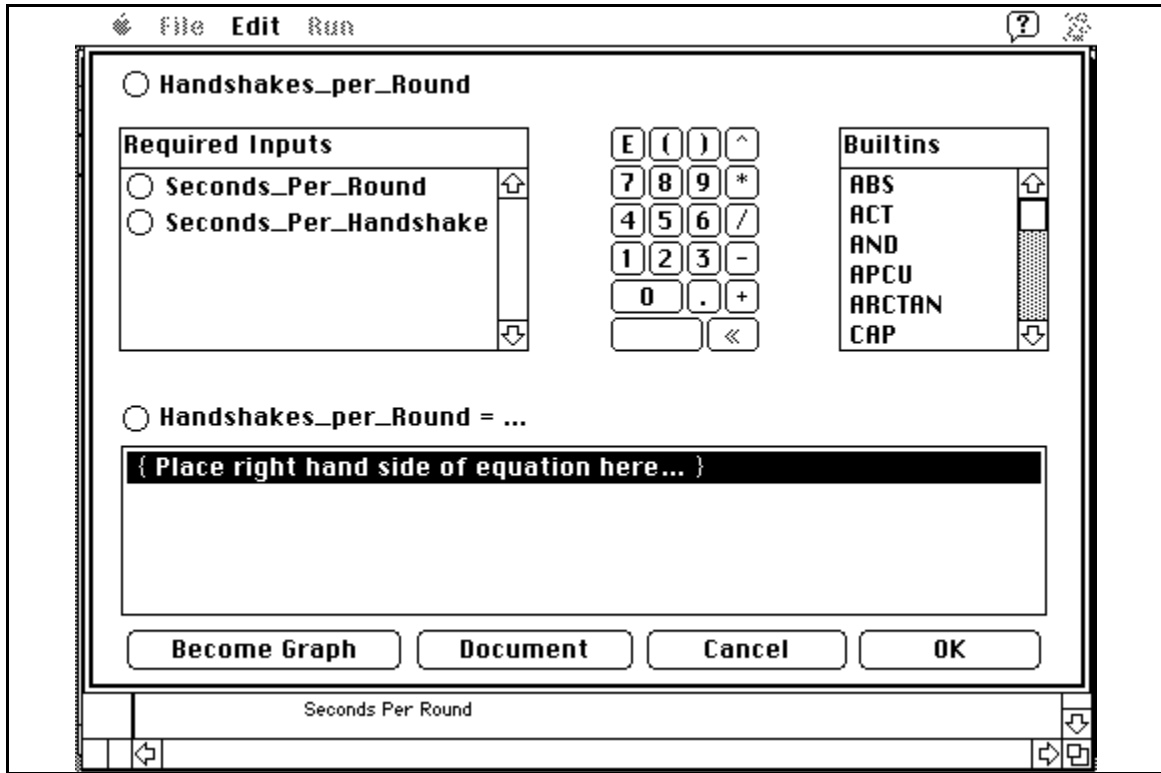 File Edit Run
Handshakes_per_Round
Required Inputs
Seconds_Per_Round
Seconds_Per_Handshake
E ( ) ^
7 8 9 *
4 5 6 /
1 2 3 -
0 . +
«
Builtins
ABS
ACT
AND
APCU
ARCTAN
CAP
Handshakes_per_Round = ...
{ Place right hand side of equation here... }
Become Graph Document Cancel OK
Seconds Per Round